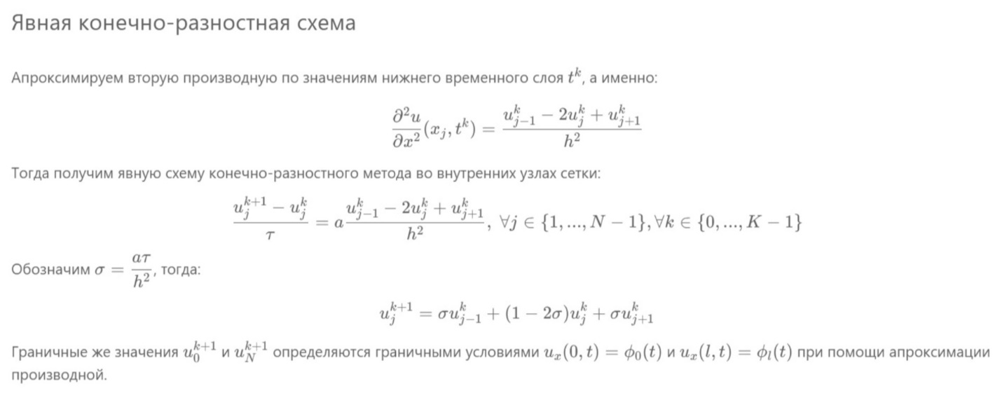 Явная конечно-разностная схема
Апроксимируем вторую производную по значениям нижнего временного слоя $t^k$, а именно:
$$\frac{\partial^2 u}{\partial x^2}(x_j, t^k) = \frac{u_{j-1}^k - 2u_j^k + u_{j+1}^k}{h^2}$$
Тогда получим явную схему конечно-разностного метода во внутренних узлах сетки:
$$\frac{u_j^{k+1} - u_j^k}{\tau} = a\frac{u_{j-1}^k - 2u_j^k + u_{j+1}^k}{h^2}, \ \forall j \in \{1, ..., N-1\}, \forall k \in \{0, ..., K-1\}$$
Обозначим $\sigma = \frac{a\tau}{h^2}$, тогда:
$$u_j^{k+1} = \sigma u_{j-1}^k + (1 - 2\sigma)u_j^k + \sigma u_{j+1}^k$$
Граничные же значения $u_0^{k+1}$ и $u_N^{k+1}$ определяются граничными условиями $u_x(0, t) = \phi_0(t)$ и $u_x(l, t) = \phi_l(t)$ при помощи апроксимации
производной.